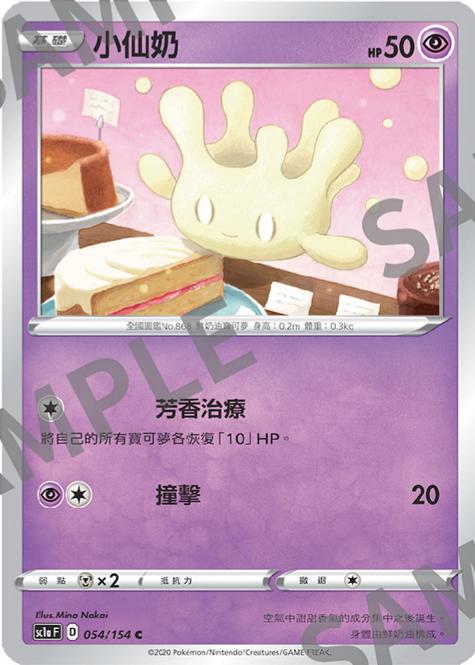 基礎 小仙奶 HP 50
全國圖鑑No.868 鮮奶油寶可夢 身高：0.2m 體重：0.3kg
芳香治療
將自己的所有寶可夢各恢復「10」HP。
撞擊 20
弱點 ×2 抵抗力 撤退
Illus.Mina Nakai
sc1a F D 054/154 C
空氣中甜甜香氣的成分集中之後誕生。
身體由鮮奶油構成。
©2020 Pokémon/Nintendo/Creatures/GAME FREAK.
SAMPLE